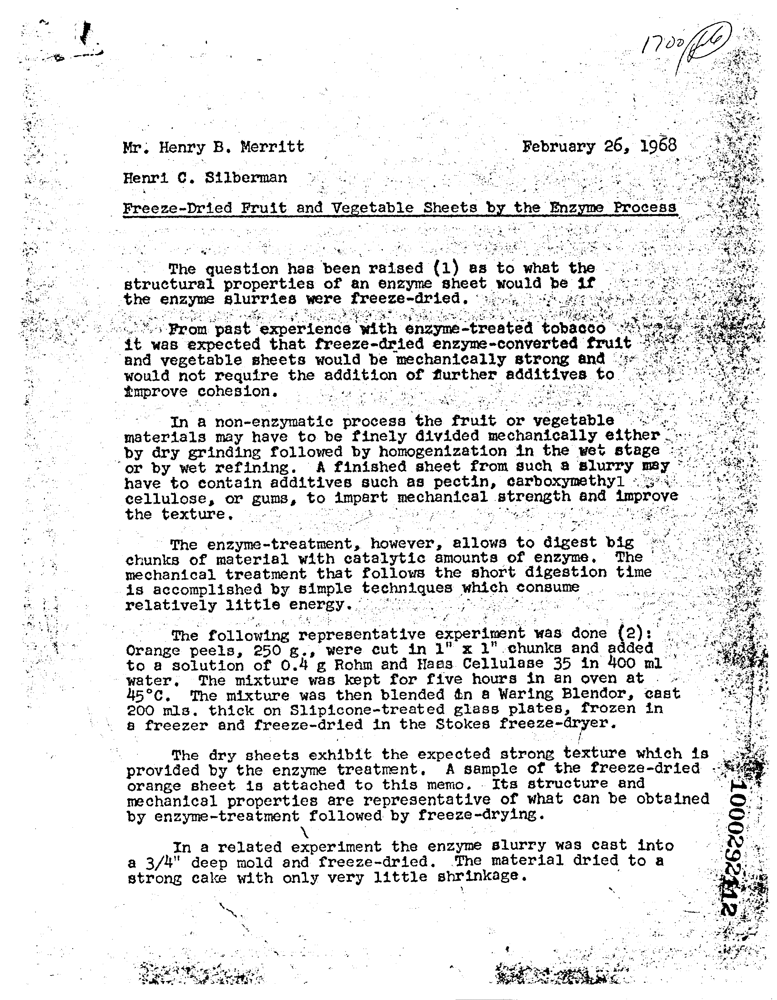 1700
Mr. Henry B. Merritt February 26, 1968
Henri C. Silberman
Freeze-Dried Fruit and Vegetable Sheets by the Enzyme Process
The question has been raised (1) as to what the
structural properties of an enzyme sheet would be if
the enzyme slurries were freeze-dried.
From past experience with enzyme-treated tobacco
it was expected that freeze-dried enzyme-converted fruit
and vegetable sheets would be mechanically strong and
would not require the addition of further additives to
improve cohesion.
In a non-enzymatic process the fruit or vegetable
materials may have to be finely divided mechanically either
by dry grinding followed by homogenization in the wet stage
or by wet refining. A finished sheet from such a slurry may
have to contain additives such as pectin, carboxymethyl
cellulose, or gums, to impart mechanical strength and improve
the texture.
The enzyme-treatment, however, allows to digest big
chunks of material with catalytic amounts of enzyme. The
mechanical treatment that follows the short digestion time
is accomplished by simple techniques which consume
relatively little energy.
The following representative experiment was done (2):
Orange peels, 250 g., were cut in 1" x 1" chunks and added
to a solution of 0.4 g Rohm and Haas Cellulase 35 in 400 ml
water. The mixture was kept for five hours in an oven at
45°C. The mixture was then blended in a Waring Blendor, cast
200 mls. thick on Slipicone-treated glass plates, frozen in
a freezer and freeze-dried in the Stokes freeze-dryer.
The dry sheets exhibit the expected strong texture which is
provided by the enzyme treatment. A sample of the freeze-dried
orange sheet is attached to this memo. Its structure and
mechanical properties are representative of what can be obtained
by enzyme-treatment followed by freeze-drying.
In a related experiment the enzyme slurry was cast into
a 3/4" deep mold and freeze-dried. The material dried to a
strong cake with only very little shrinkage.